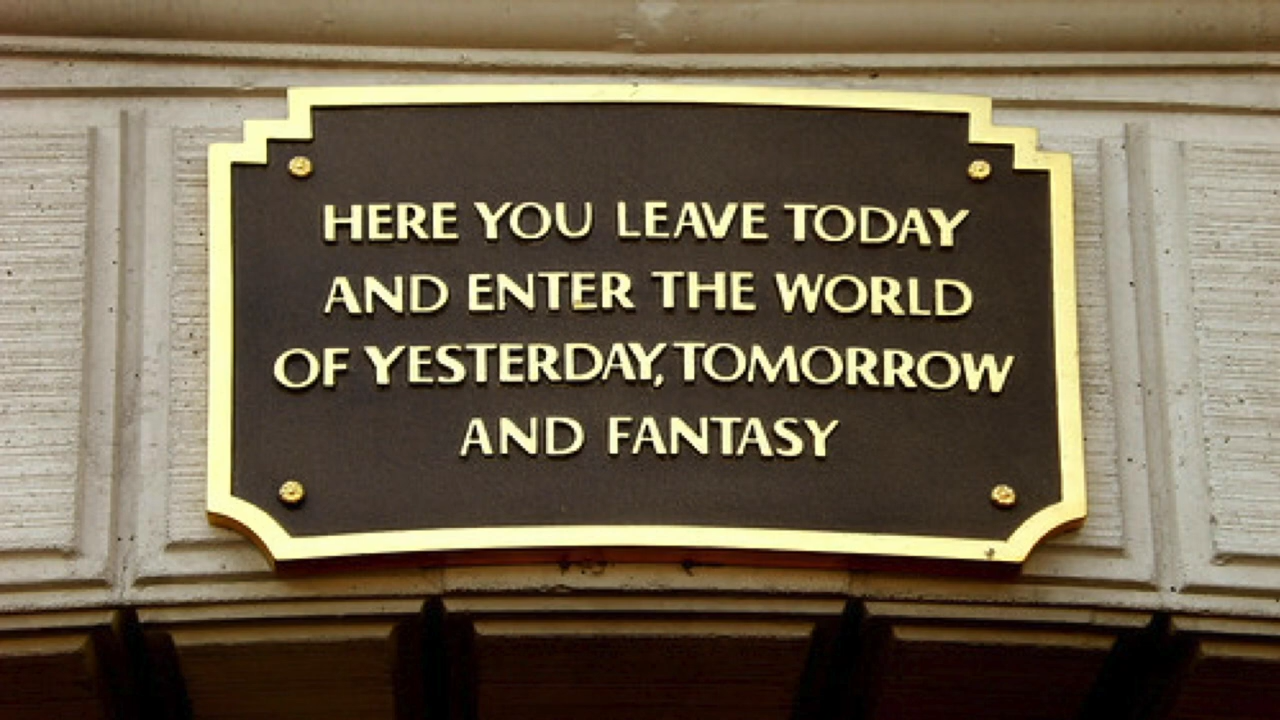 HERE YOU LEAVE TODAY
AND ENTER THE WORLD
OF YESTERDAY, TOMORROW
AND FANTASY